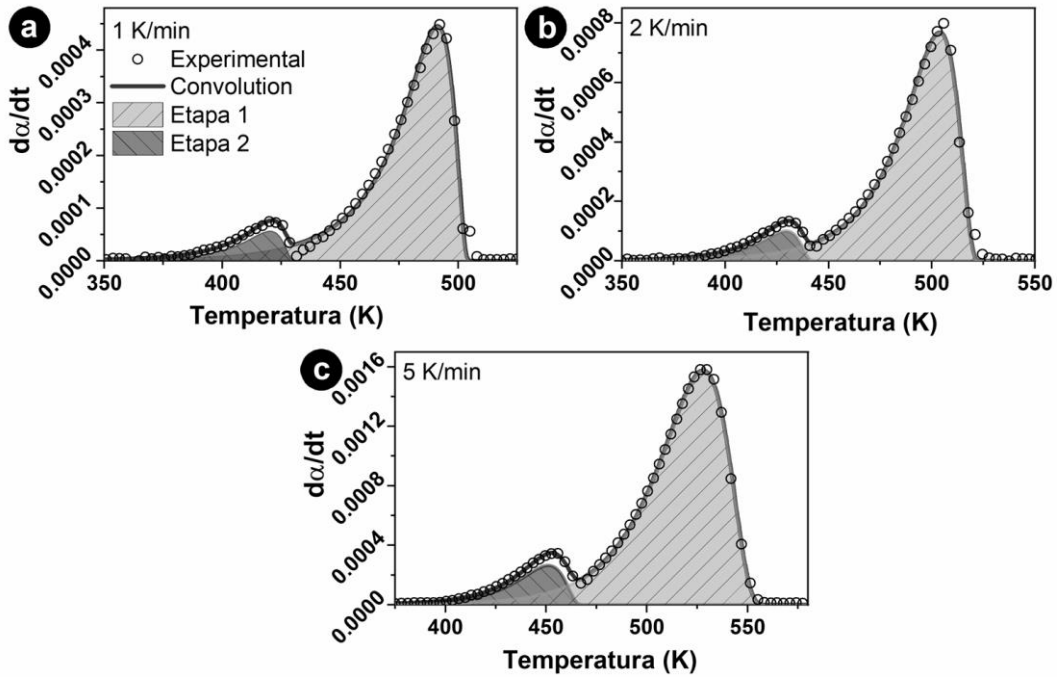 a
1 K/min
Experimental
Convolution
Etapa 1
Etapa 2
dα/dt
0.0004
0.0003
0.0002
0.0001
0.0000
350 400 450 500
Temperatura (K)
b
2 K/min
dα/dt
0.0008
0.0006
0.0004
0.0002
0.0000
350 400 450 500 550
Temperatura (K)
c
5 K/min
dα/dt
0.0016
0.0012
0.0008
0.0004
0.0000
400 450 500 550
Temperatura (K)